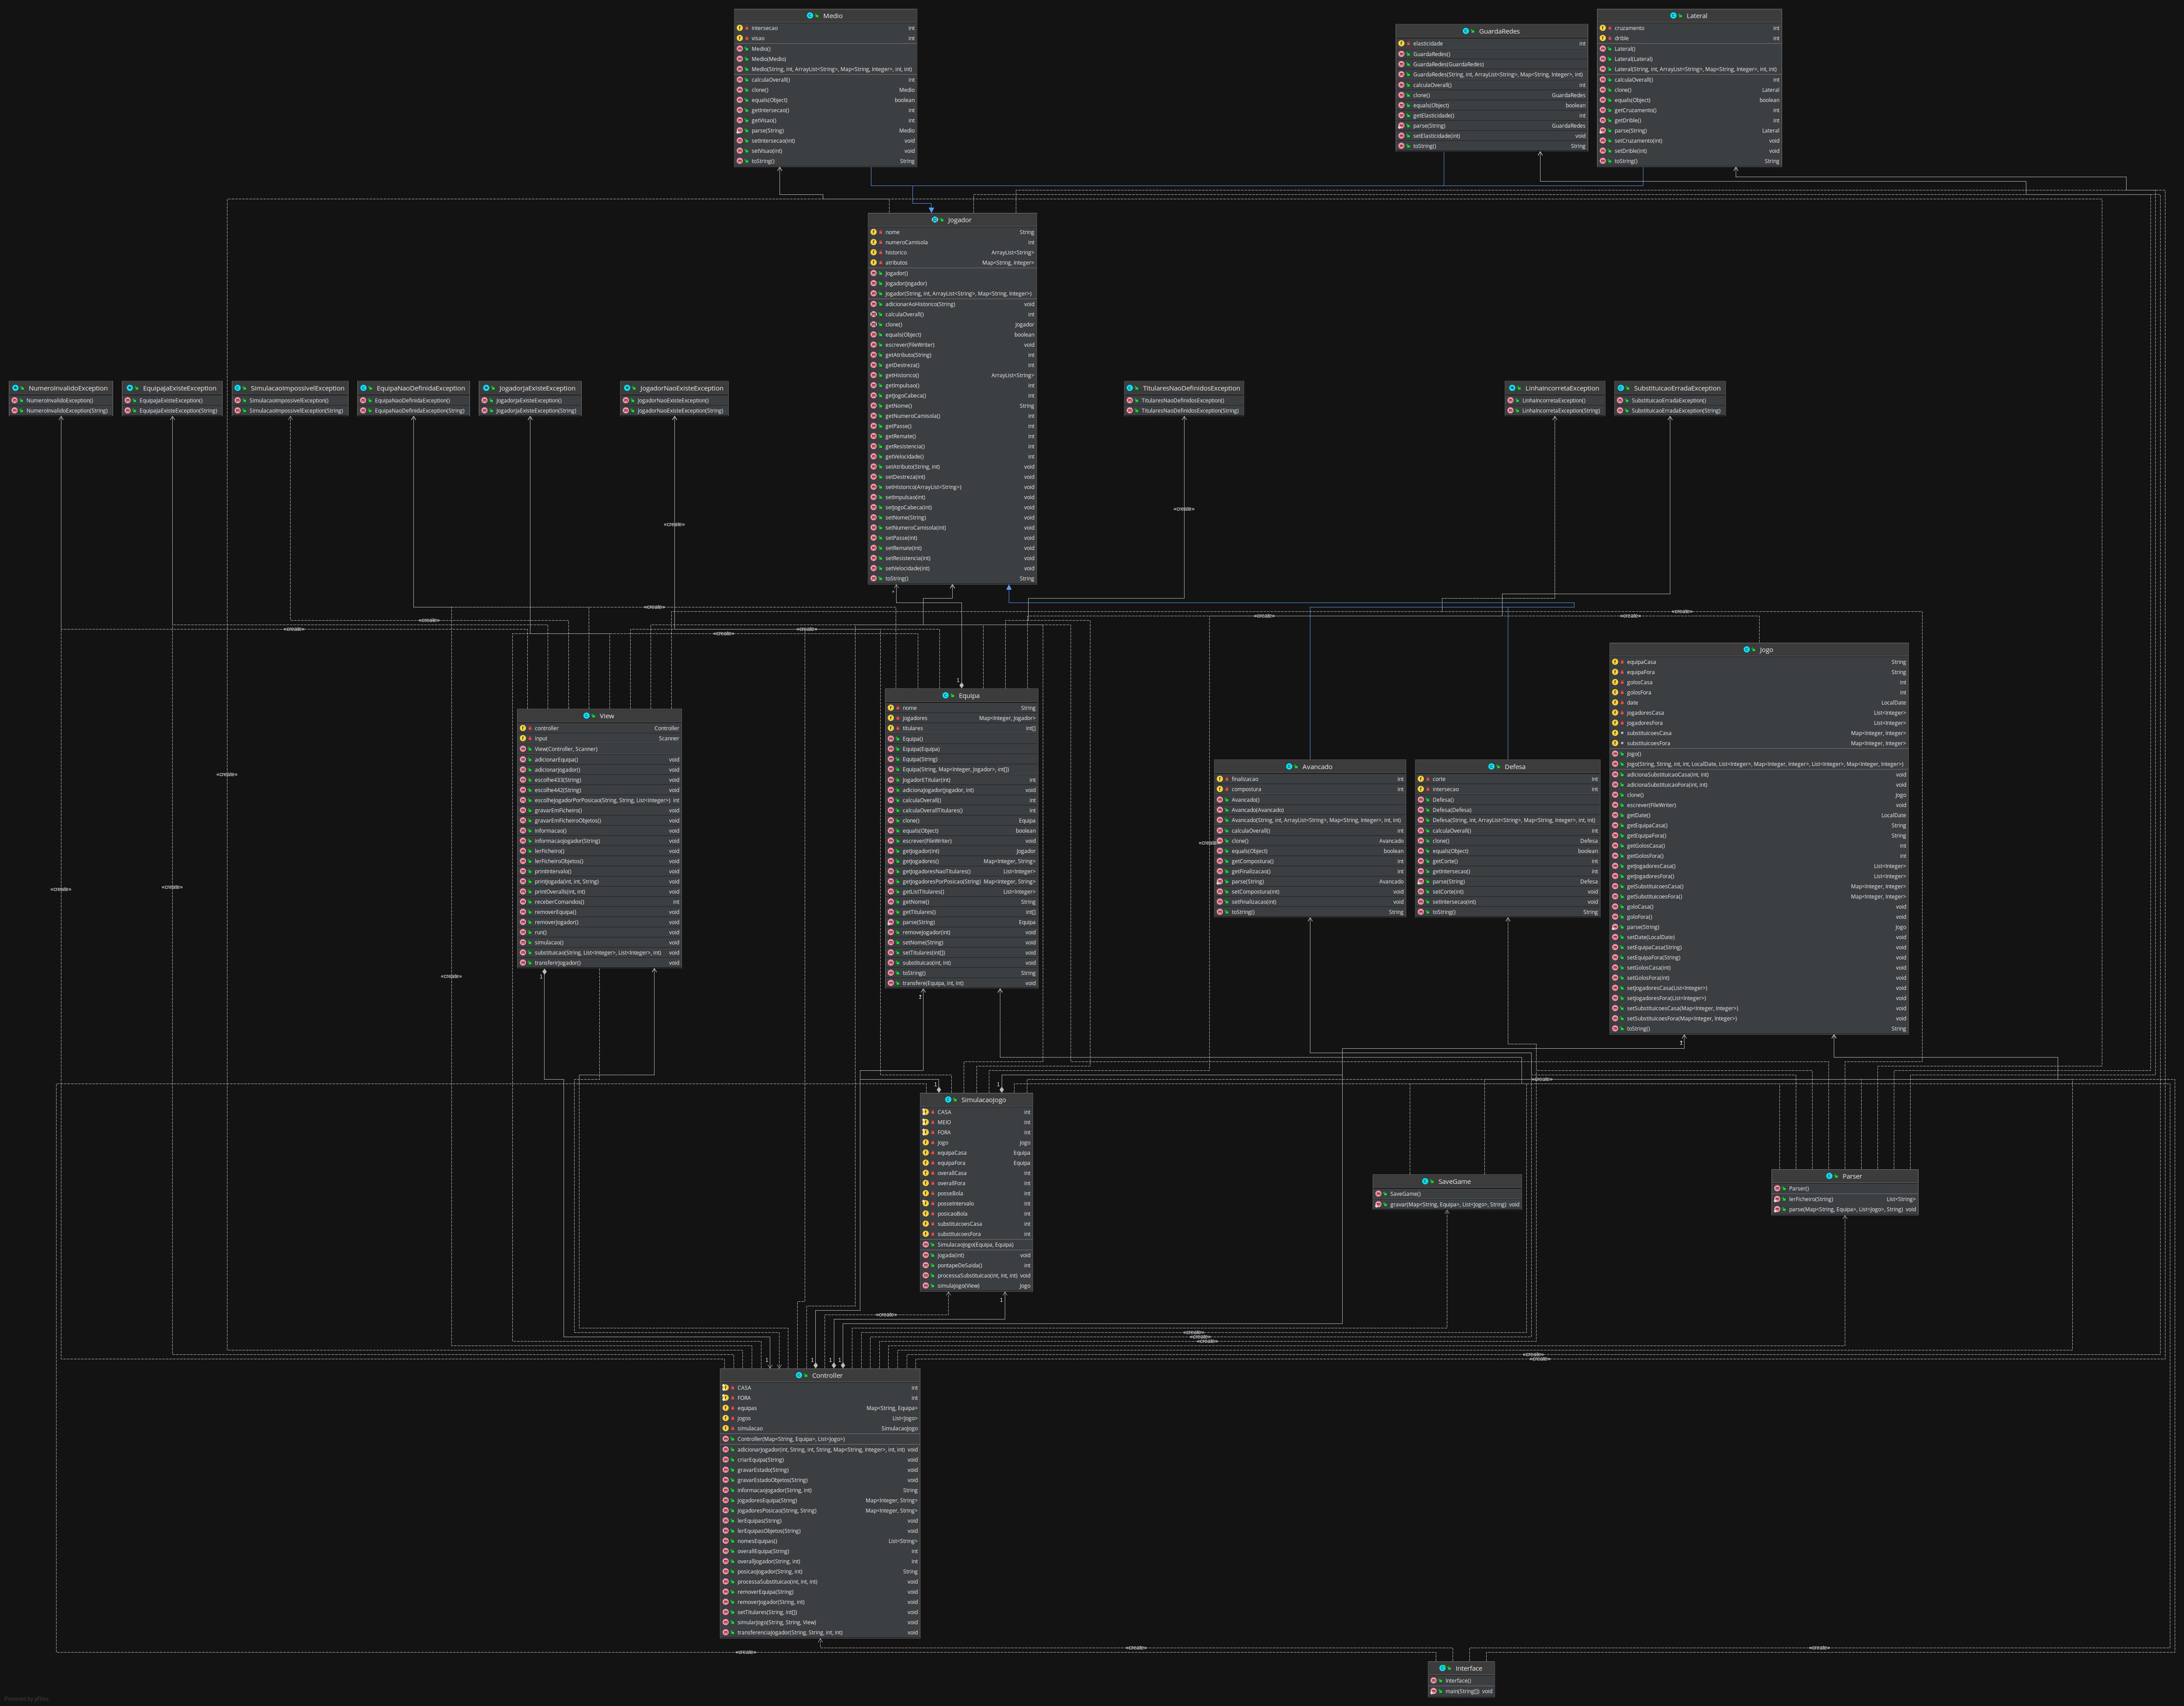 Medio
intersecao int
visao int
Medio()
Medio(Medio)
Medio(String, int, ArrayList<String>, Map<String, Integer>, int, int)
calculaOverall() int
clone() Medio
equals(Object) boolean
getIntersecao() int
getVisao() int
parse(String) Medio
setIntersecao(int) void
setVisao(int) void
toString() String
GuardaRedes
elasticidade int
GuardaRedes()
GuardaRedes(GuardaRedes)
GuardaRedes(String, int, ArrayList<String>, Map<String, Integer>, int)
calculaOverall() int
clone() GuardaRedes
equals(Object) boolean
getElasticidade() int
parse(String) GuardaRedes
setElasticidade(int) void
toString() String
Lateral
cruzamento int
drible int
Lateral()
Lateral(Lateral)
Lateral(String, int, ArrayList<String>, Map<String, Integer>, int, int)
calculaOverall() int
clone() Lateral
equals(Object) boolean
getCruzamento() int
getDrible() int
parse(String) Lateral
setCruzamento(int) void
setDrible(int) void
toString() String
Jogador
nome String
numeroCamisola int
historico ArrayList<String>
atributos Map<String, Integer>
Jogador()
Jogador(Jogador)
Jogador(String, int, ArrayList<String>, Map<String, Integer>)
adicionarAoHistorico(String) void
calculaOverall() int
clone() Jogador
equals(Object) boolean
escrever(FileWriter) void
getAtributo(String) int
getDestreza() int
getHistorico() ArrayList<String>
getImpulsao() int
getJogoCabeca() int
getNome() String
getNumeroCamisola() int
getPasse() int
getRemate() int
getResistencia() int
getVelocidade() int
setAtributo(String, int) void
setDestreza(int) void
setHistorico(ArrayList<String>) void
setImpulsao(int) void
setJogoCabeca(int) void
setNome(String) void
setNumeroCamisola(int) void
setPasse(int) void
setRemate(int) void
setResistencia(int) void
setVelocidade(int) void
toString() String
NumeroInvalidoException
NumeroInvalidoException()
NumeroInvalidoException(String)
EquipaJaExisteException
EquipaJaExisteException()
EquipaJaExisteException(String)
SimulacaoImpossivelException
SimulacaoImpossivelException()
SimulacaoImpossivelException(String)
EquipaNaoDefinidaException
EquipaNaoDefinidaException()
EquipaNaoDefinidaException(String)
JogadorJaExisteException
JogadorJaExisteException()
JogadorJaExisteException(String)
JogadorNaoExisteException
JogadorNaoExisteException()
JogadorNaoExisteException(String)
TitularesNaoDefinidosException
TitularesNaoDefinidosException()
TitularesNaoDefinidosException(String)
LinhaIncorretaException
LinhaIncorretaException()
LinhaIncorretaException(String)
SubstituicaoErradaException
SubstituicaoErradaException()
SubstituicaoErradaException(String)
«create»
«create»
«create»
«create»
«create»
«create»
«create»
«create»
«create»
«create»
«create»
View
controller Controller
input Scanner
View(Controller, Scanner)
adicionarEquipa() void
adicionarJogador() void
escolhe433(String) void
escolhe442(String) void
escolheJogadorPorPosicao(String, String, List<Integer>) int
gravarEmFicheiro() void
gravarEmFicheiroObjetos() void
informacao() void
informacaoJogador(String) void
lerFicheiro() void
lerFicheiroObjetos() void
printIntervalo() void
printJogada(int, int, String) void
printOveralls(int, int) void
receberComandos() int
removerEquipa() void
removerJogador() void
run() void
simulacao() void
substituicao(String, List<Integer>, List<Integer>, int) void
transferirJogador() void
Equipa
nome String
jogadores Map<Integer, Jogador>
titulares int[]
Equipa()
Equipa(Equipa)
Equipa(String)
Equipa(String, Map<Integer, Jogador>, int[])
JogadorETitular(int) int
adicionaJogador(Jogador, int) void
calculaOverall() int
calculaOverallTitulares() int
clone() Equipa
equals(Object) boolean
escrever(FileWriter) void
getJogador(int) Jogador
getJogadores() Map<Integer, String>
getJogadoresNaoTitulares() List<Integer>
getJogadoresPorPosicao(String) Map<Integer, String>
getListTitulares() List<Integer>
getNome() String
getTitulares() int[]
parse(String) Equipa
removeJogador(int) void
setNome(String) void
setTitulares(int[]) void
substituicao(int, int) void
toString() String
transfere(Equipa, int, int) void
Avancado
finalizacao int
compostura int
Avancado()
Avancado(Avancado)
Avancado(String, int, ArrayList<String>, Map<String, Integer>, int, int)
calculaOverall() int
clone() Avancado
equals(Object) boolean
getCompostura() int
getFinalizacao() int
parse(String) Avancado
setCompostura(int) void
setFinalizacao(int) void
toString() String
Defesa
corte int
intersecao int
Defesa()
Defesa(Defesa)
Defesa(String, int, ArrayList<String>, Map<String, Integer>, int, int)
calculaOverall() int
clone() Defesa
equals(Object) boolean
getCorte() int
getIntersecao() int
parse(String) Defesa
setCorte(int) void
setIntersecao(int) void
toString() String
Jogo
equipaCasa String
equipaFora String
golosCasa int
golosFora int
date LocalDate
jogadoresCasa List<Integer>
jogadoresFora List<Integer>
substituicoesCasa Map<Integer, Integer>
substituicoesFora Map<Integer, Integer>
Jogo()
Jogo(String, String, int, int, LocalDate, List<Integer>, Map<Integer, Integer>, List<Integer>, Map<Integer, Integer>)
adicionaSubstituicaoCasa(int, int) void
adicionaSubstituicaoFora(int, int) void
clone() Jogo
escrever(FileWriter) void
getDate() LocalDate
getEquipaCasa() String
getEquipaFora() String
getGolosCasa() int
getGolosFora() int
getJogadoresCasa() List<Integer>
getJogadoresFora() List<Integer>
getSubstituicoesCasa() Map<Integer, Integer>
getSubstituicoesFora() Map<Integer, Integer>
goloCasa() void
goloFora() void
parse(String) Jogo
setDate(LocalDate) void
setEquipaCasa(String) void
setEquipaFora(String) void
setGolosCasa(int) void
setGolosFora(int) void
setJogadoresCasa(List<Integer>) void
setJogadoresFora(List<Integer>) void
setSubstituicoesCasa(Map<Integer, Integer>) void
setSubstituicoesFora(Map<Integer, Integer>) void
toString() String
«create»
«create»
«create»
«create»
«create»
«create»
SimulacaoJogo
CASA int
MEIO int
FORA int
jogo Jogo
equipaCasa Equipa
equipaFora Equipa
overallCasa int
overallFora int
posseBola int
posseIntervalo int
posicaoBola int
substituicoesCasa int
substituicoesFora int
SimulacaoJogo(Equipa, Equipa)
jogada(int) void
pontapeDeSaida() int
processaSubstituicao(int, int, int) void
simulaJogo(View) Jogo
SaveGame
SaveGame()
gravar(Map<String, Equipa>, List<Jogo>, String) void
Parser
Parser()
lerFicheiro(String) List<String>
parse(Map<String, Equipa>, List<Jogo>, String) void
«create»
«create»
«create»
«create»
«create»
«create»
Controller
CASA int
FORA int
equipas Map<String, Equipa>
jogos List<Jogo>
simulacao SimulacaoJogo
Controller(Map<String, Equipa>, List<Jogo>)
adicionarJogador(int, String, int, String, Map<String, Integer>, int, int) void
criarEquipa(String) void
gravarEstado(String) void
gravarEstadoObjetos(String) void
informacaoJogador(String, int) String
jogadoresEquipa(String) Map<Integer, String>
jogadoresPosicao(String, String) Map<Integer, String>
lerEquipas(String) void
lerEquipasObjetos(String) void
nomesEquipas() List<String>
overallEquipa(String) int
overallJogador(String, int) int
posicaoJogador(String, int) String
processaSubstituicao(int, int, int) void
removerEquipa(String) void
removerJogador(String, int) void
setTitulares(String, int[]) void
simularJogo(String, String, View) void
transferenciaJogador(String, String, int, int) void
«create»
«create»
«create»
Interface
Interface()
main(String[]) void
Powered by yFiles